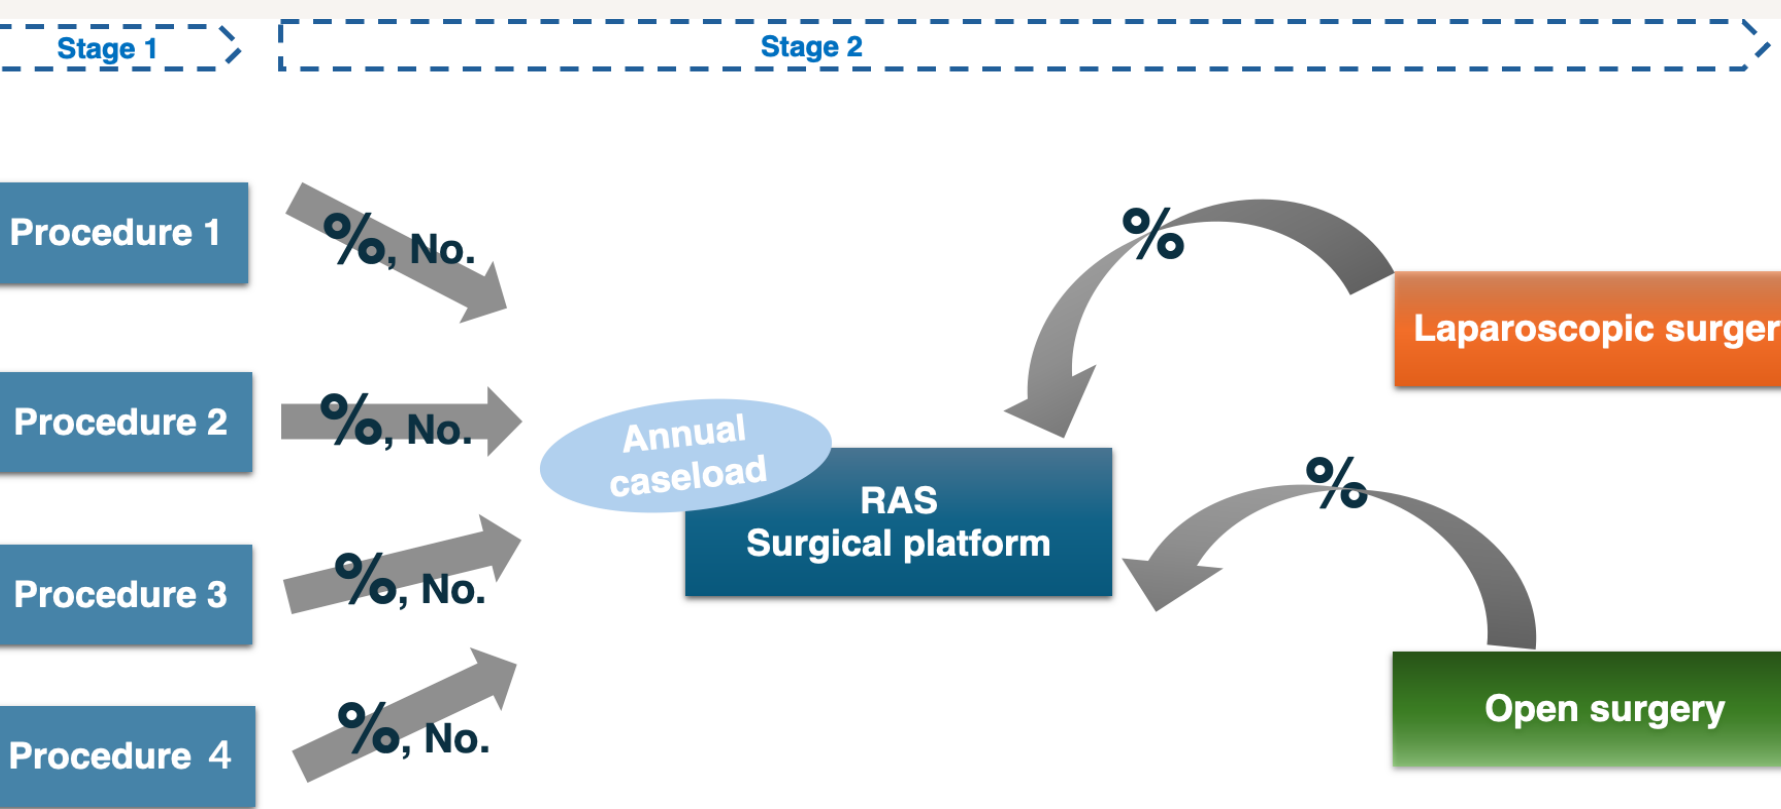 Stage 1
Stage 2
Procedure 1
%, No.
%
Laparoscopic surger
Procedure 2
%, No.
Annual
caseload
RAS
Surgical platform
%
Procedure 3
%, No.
Procedure 4
%, No.
Open surgery